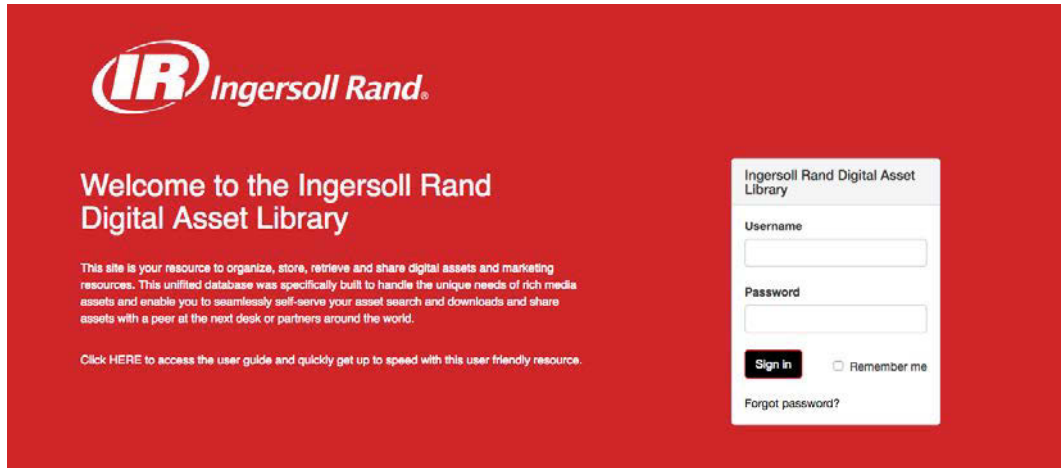 IR Ingersoll Rand®
Welcome to the Ingersoll Rand
Digital Asset Library
This site is your resource to organize, store, retrieve and share digital assets and marketing
resources. This unifited database was specifically built to handle the unique needs of rich media
assets and enable you to seamlessly self-serve your asset search and downloads and share
assets with a peer at the next desk or partners around the world.
Click HERE to access the user guide and quickly get up to speed with this user friendly resource.
Ingersoll Rand Digital Asset
Library
Username
Password
Sign in
Remember me
Forgot password?